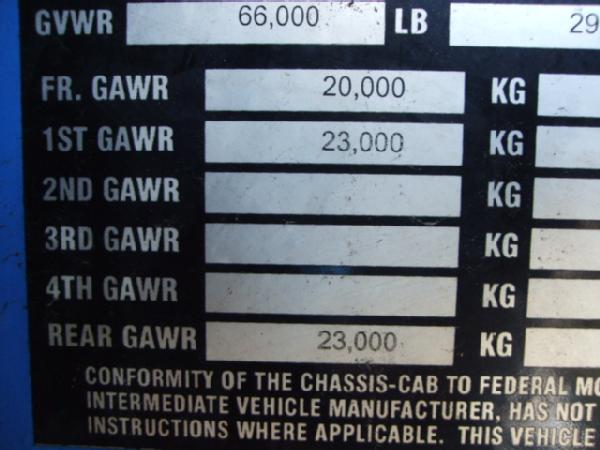 GVWR 66,000 LB 29
FR. GAWR 20,000 KG
1ST GAWR 23,000 KG
2ND GAWR KG
3RD GAWR KG
4TH GAWR KG
REAR GAWR 23,000 KG
CONFORMITY OF THE CHASSIS-CAB TO FEDERAL MO
INTERMEDIATE VEHICLE MANUFACTURER, HAS NOT
INSTRUCTIONS WHERE APPLICABLE. THIS VEHICLE